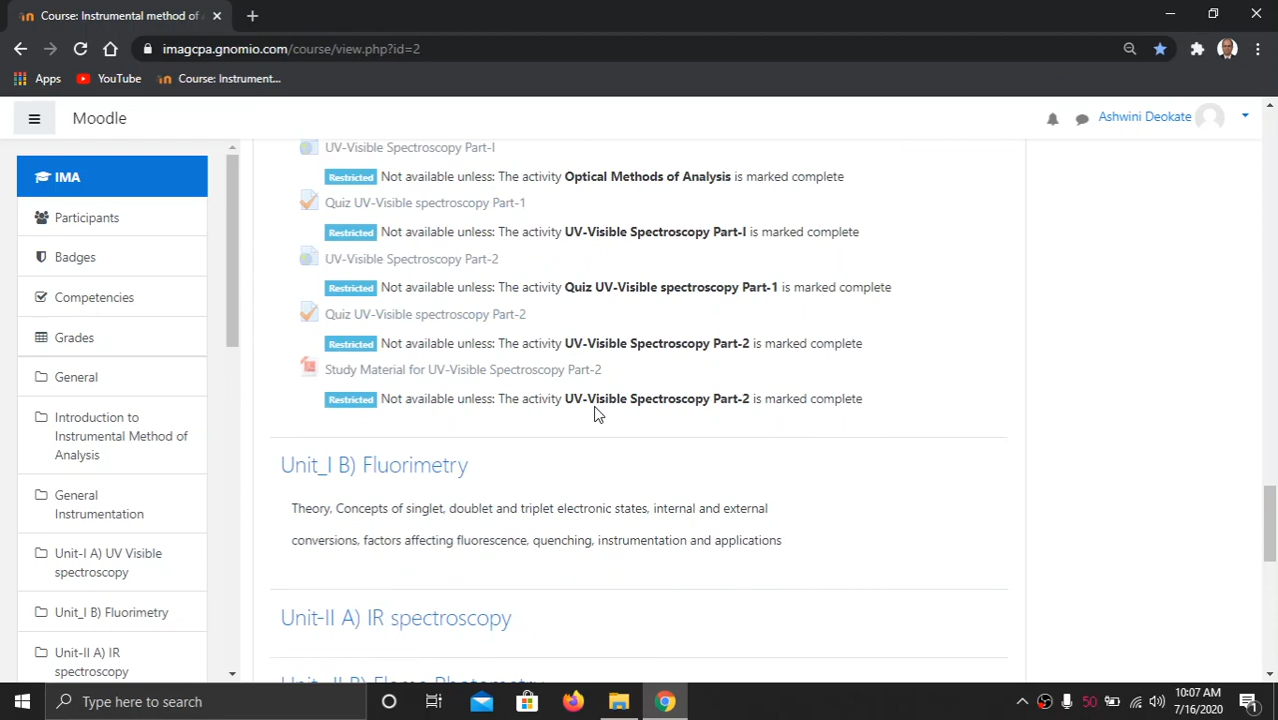 Course: Instrumental method of
imagcpa.gnomio.com/course/view.php?id=2
Apps
YouTube
Course: Instrument...
Moodle
Ashwini Deokate
IMA
Participants
Badges
Competencies
Grades
General
Introduction to
Instrumental Method of
Analysis
General
Instrumentation
Unit-I A) UV Visible
spectroscopy
Unit_I B) Fluorimetry
Unit-II A) IR
spectroscopy
UV-Visible Spectroscopy Part-I
Restricted Not available unless: The activity Optical Methods of Analysis is marked complete
Quiz UV-Visible spectroscopy Part-1
Restricted Not available unless: The activity UV-Visible Spectroscopy Part-I is marked complete
UV-Visible Spectroscopy Part-2
Restricted Not available unless: The activity Quiz UV-Visible spectroscopy Part-1 is marked complete
Quiz UV-Visible spectroscopy Part-2
Restricted Not available unless: The activity UV-Visible Spectroscopy Part-2 is marked complete
Study Material for UV-Visible Spectroscopy Part-2
Restricted Not available unless: The activity UV-Visible Spectroscopy Part-2 is marked complete
Unit_I B) Fluorimetry
Theory, Concepts of singlet, doublet and triplet electronic states, internal and external
conversions, factors affecting fluorescence, quenching, instrumentation and applications
Unit-II A) IR spectroscopy
Unit-II B) Flame Photometry
Type here to search
50
10:07 AM
7/16/2020
1